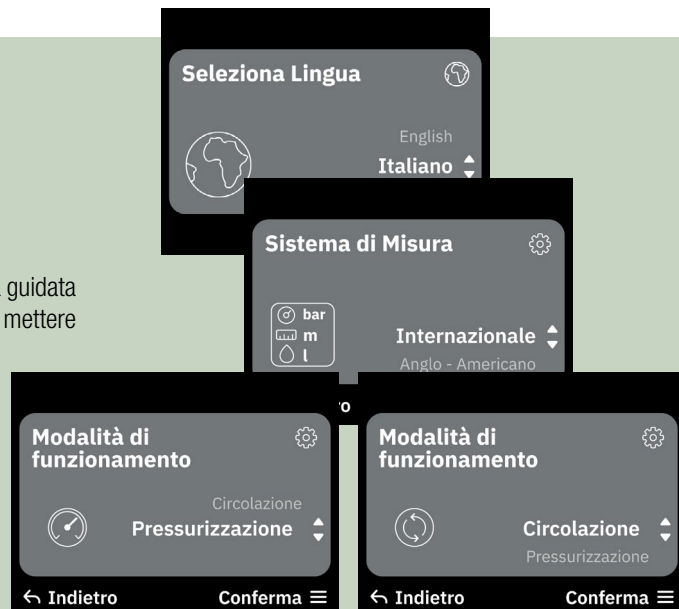 Seleziona Lingua
English
Italiano
Sistema di Misura
guidata
mettere
bar
m
l
Internazionale
Anglo - Americano
Modalità di
funzionamento
Circolazione
Pressurizzazione
Indietro
Conferma
Modalità di
funzionamento
Circolazione
Pressurizzazione
Indietro
Conferma